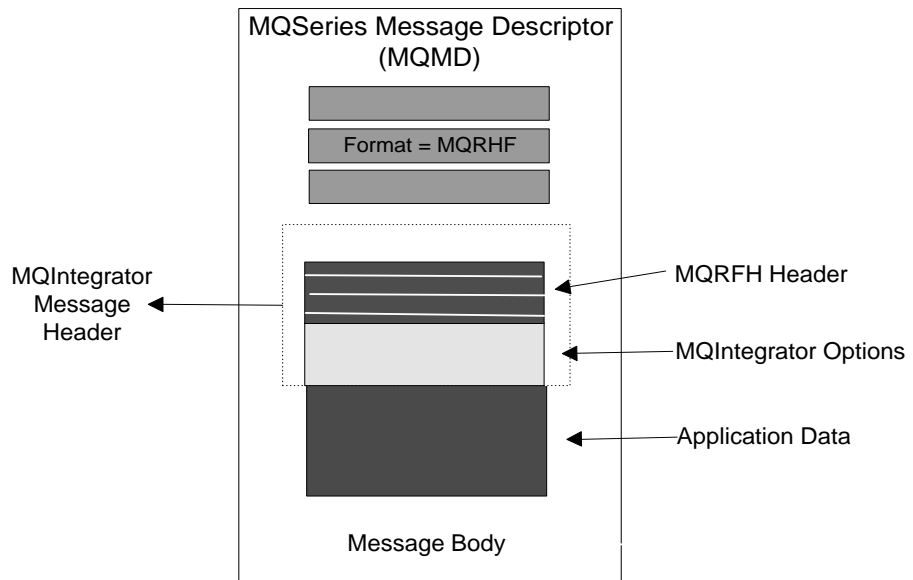 MQSeries Message Descriptor
(MQMD)
Format = MQRHF
MQIntegrator
Message
Header
MQRFH Header
MQIntegrator Options
Application Data
Message Body